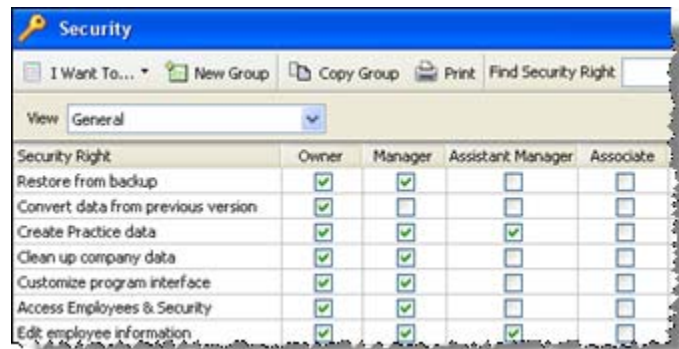 Security
I Want To... New Group Copy Group Print Find Security Right
View General
Security Right Owner Manager Assistant Manager Associate
Restore from backup
Convert data from previous version
Create Practice data
Clean up company data
Customize program interface
Access Employees & Security
Edit employee information